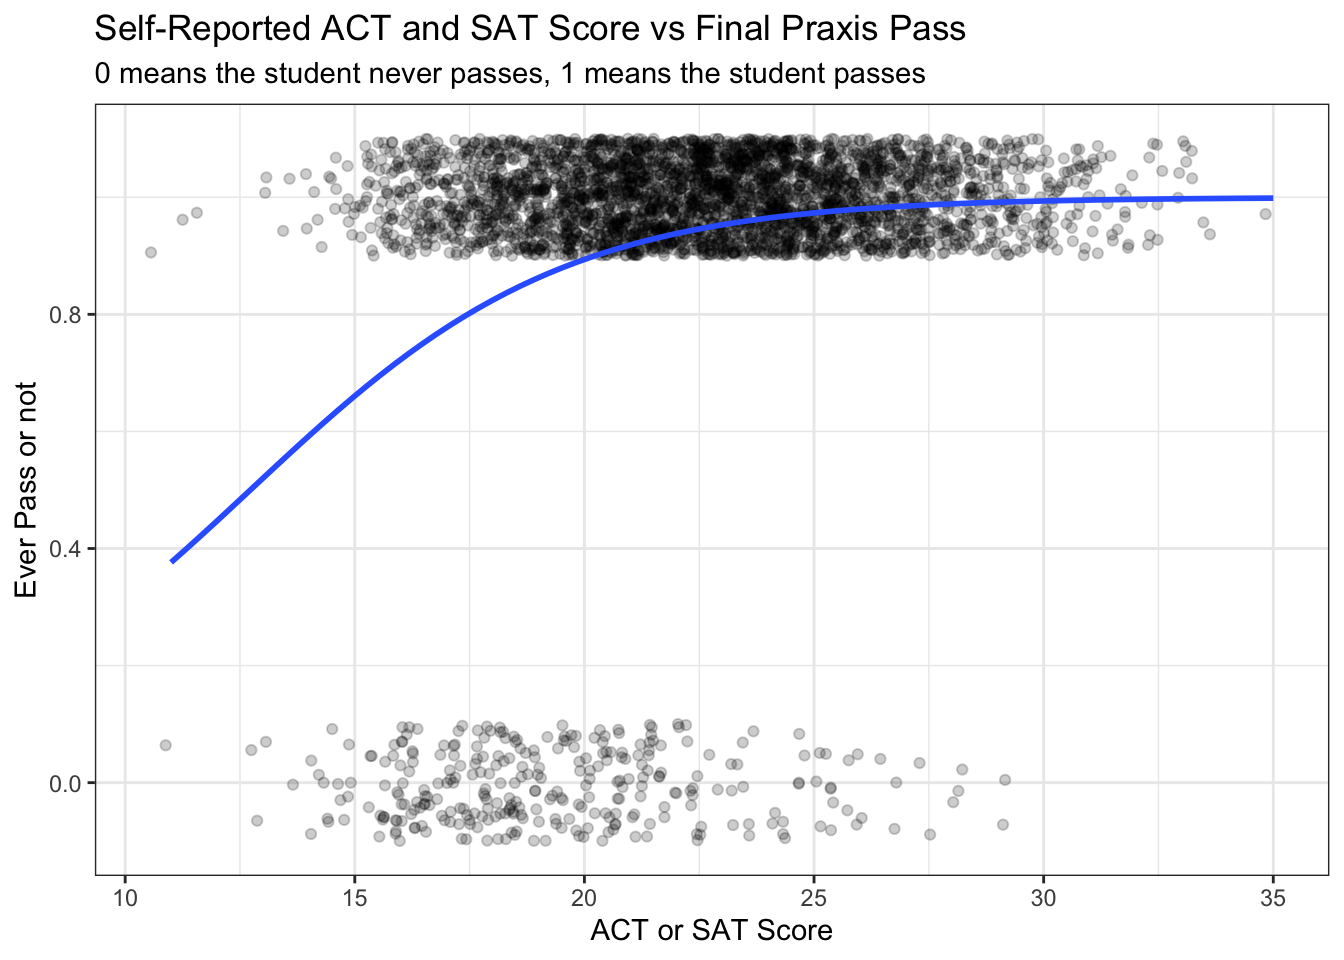 Self-Reported ACT and SAT Score vs Final Praxis Pass
0 means the student never passes, 1 means the student passes
Ever Pass or not
0.8
0.4
0.0
10 15 20 25 30 35
ACT or SAT Score